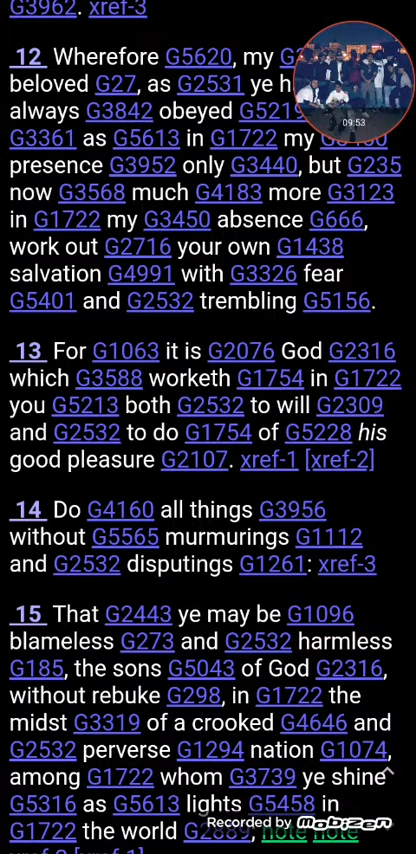 G3962. xref-3
12 Wherefore G5620, my
beloved G27, as G2531 ye
always G3842 obeyed G5219
G3361 as G5613 in G1722 my
presence G3952 only G3440, but G235
now G3568 much G4183 more G3123
in G1722 my G3450 absence G666,
work out G2716 your own G1438
salvation G4991 with G3326 fear
G5401 and G2532 trembling G5156.
13 For G1063 it is G2076 God G2316
which G3588 worketh G1754 in G1722
you G5213 both G2532 to will G2309
and G2532 to do G1754 of G5228 his
good pleasure G2107. xref-1 [xref-2]
14 Do G4160 all things G3956
without G5565 murmurings G1112
and G2532 disputings G1261: xref-3
15 That G2443 ye may be G1096
blameless G273 and G2532 harmless
G185, the sons G5043 of God G2316,
without rebuke G298, in G1722 the
midst G3319 of a crooked G4646 and
G2532 perverse G1294 nation G1074,
among G1722 whom G3739 ye shine
G5316 as G5613 lights G5458 in
G1722 the world G2889, note note
09:53
Recorded by Mobizen